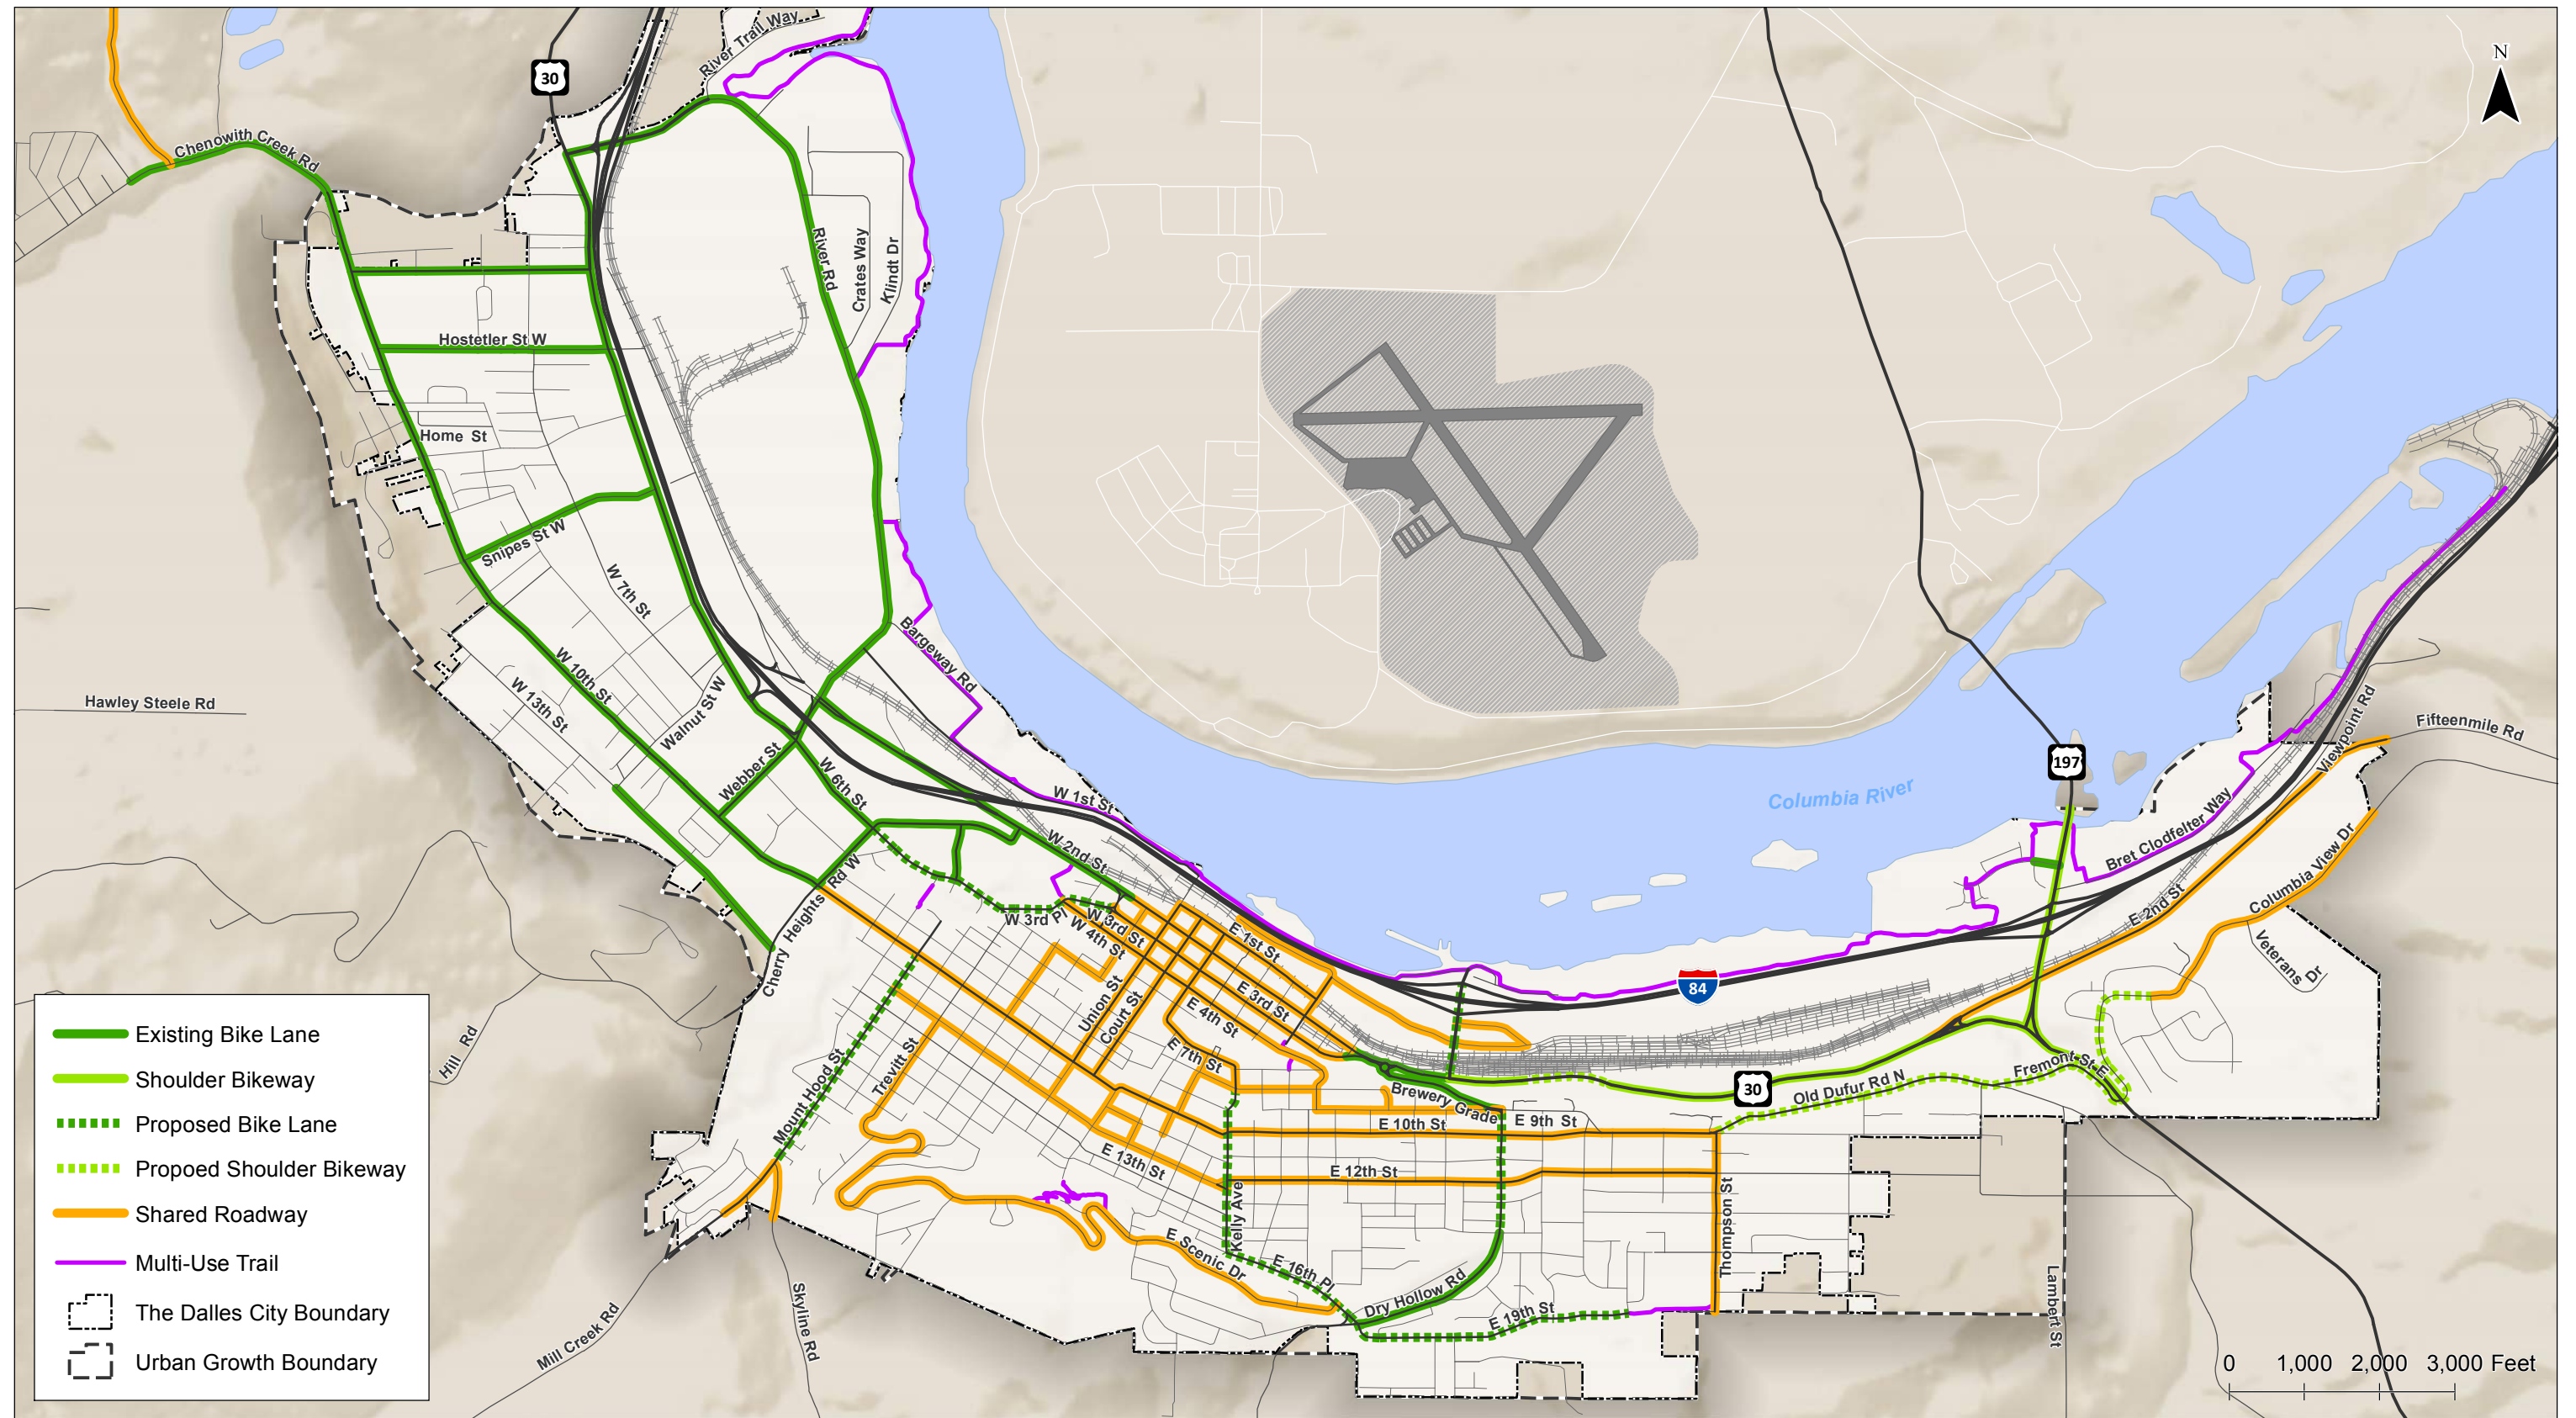 River Trail Way
N
30
Chenowith Creek Rd
River Rd
Crates Way
Klindt Dr
Hostetler St W
Home St
Snipes St W
W 7th St
Bargeway Rd
W 10th St
W 13th St
Walnut St W
Hawley Steele Rd
Viewpoint Rd
Fifteenmile Rd
197
Webber St
W 6th St
W 1st St
Columbia River
Bret Clodfelter Way
W 2nd St
Columbia View Dr
Cherry Heights Rd W
W 3rd Pl
W 3rd St
W 4th St
E 1st St
E 2nd St
Veterans Dr
84
Union St
Court St
E 3rd St
E 4th St
E 7th St
Hill Rd
Trevitt St
Mount Hood St
Brewery Grade
30
Old Dufur Rd N
Fremont St E
E 9th St
E 10th St
E 12th St
E 13th St
Kelly Ave
Thompson St
E Scenic Dr
E 16th Pl
Dry Hollow Rd
E 19th St
Lambert St
Mill Creek Rd
Skyline Rd
Existing Bike Lane
Shoulder Bikeway
Proposed Bike Lane
Propoed Shoulder Bikeway
Shared Roadway
Multi-Use Trail
The Dalles City Boundary
Urban Growth Boundary
0 1,000 2,000 3,000 Feet